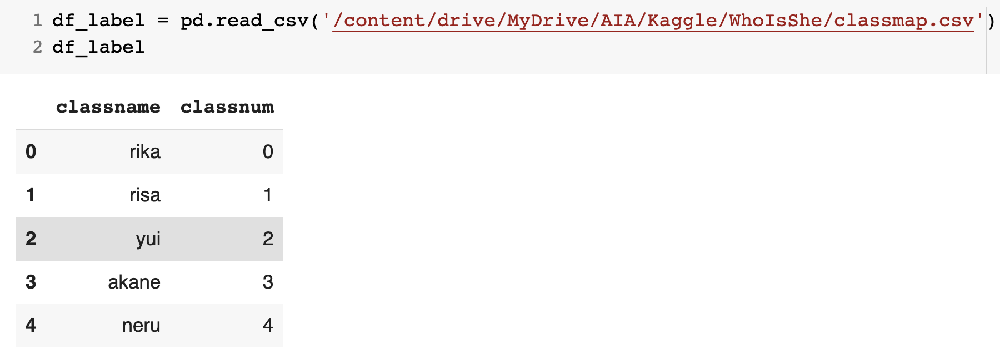 1 df_label = pd.read_csv('/content/drive/MyDrive/AIA/Kaggle/WhoIsShe/classmap.csv')
2 df_label
classname classnum
0 rika 0
1 risa 1
2 yui 2
3 akane 3
4 neru 4